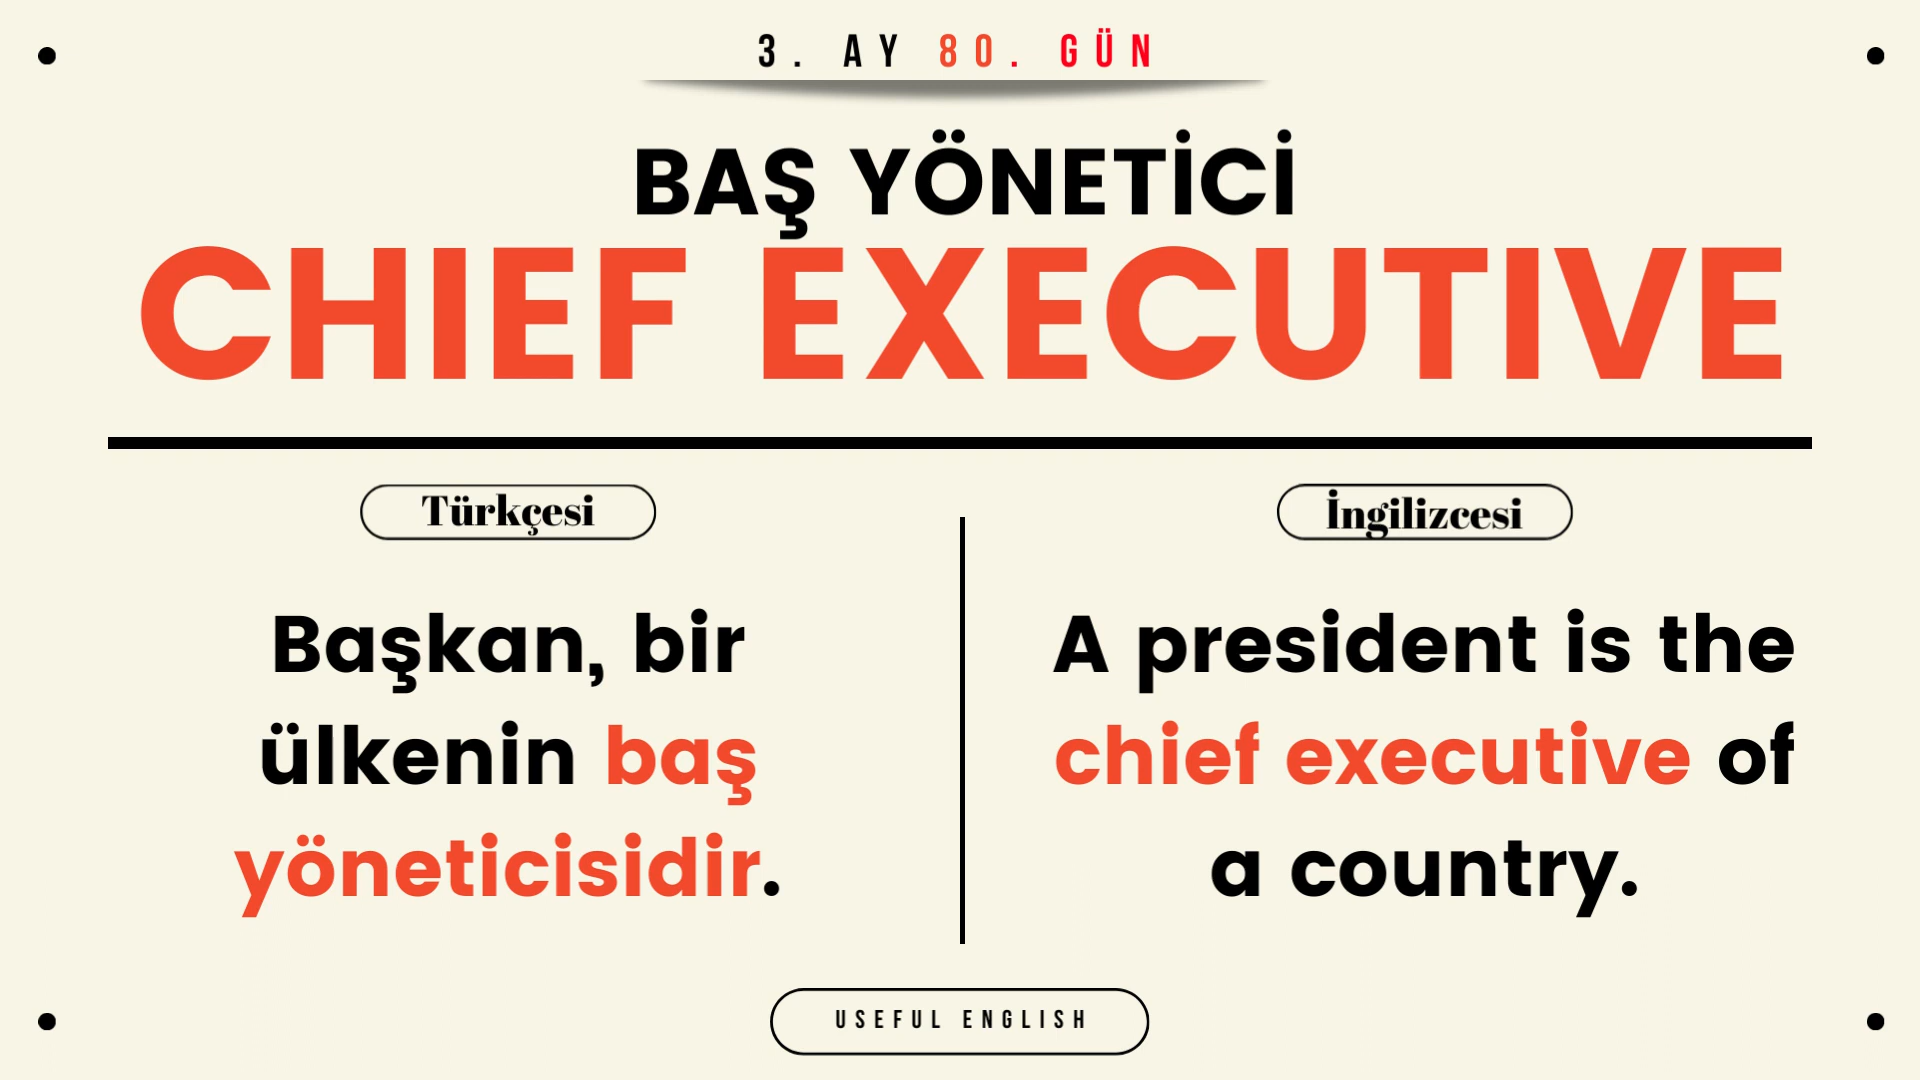 3. AY 80. GÜN
BAŞ YÖNETİCİ
CHIEF EXECUTIVE
Türkçesi
Başkan, bir
ülkenin baş
yöneticisidir.
İngilizcesi
A president is the
chief executive of
a country.
USEFUL ENGLISH